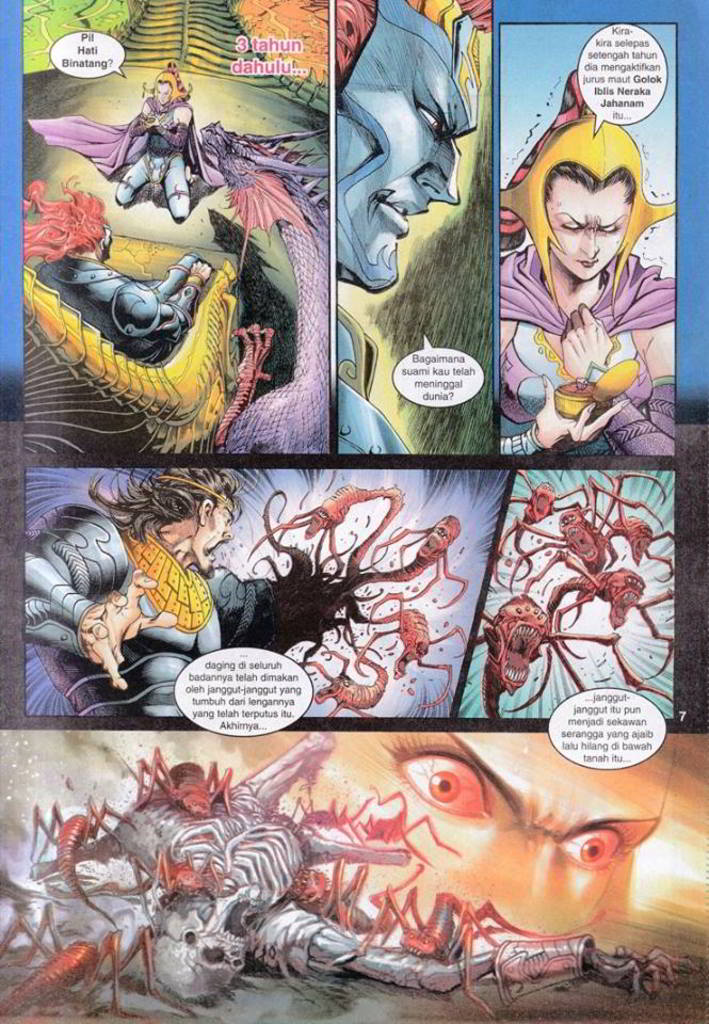 Pil
Hati
Binatang?
3 tahun
dahulu...
Bagaimana
suami kau telah
meninggal
dunia?
Kira-
kira selepas
setengah tahun
dia mengaktifkan
jurus maut Golok
Iblis Neraka
Jahanam
itu...
...
daging di seluruh
badannya telah dimakan
oleh janggut-janggut yang
tumbuh dari lengannya
yang telah terputus itu.
Akhirnya...
...janggut-
janggut itu pun
menjadi sekawan
serangga yang ajaib
lalu hilang di bawah
tanah itu...
7